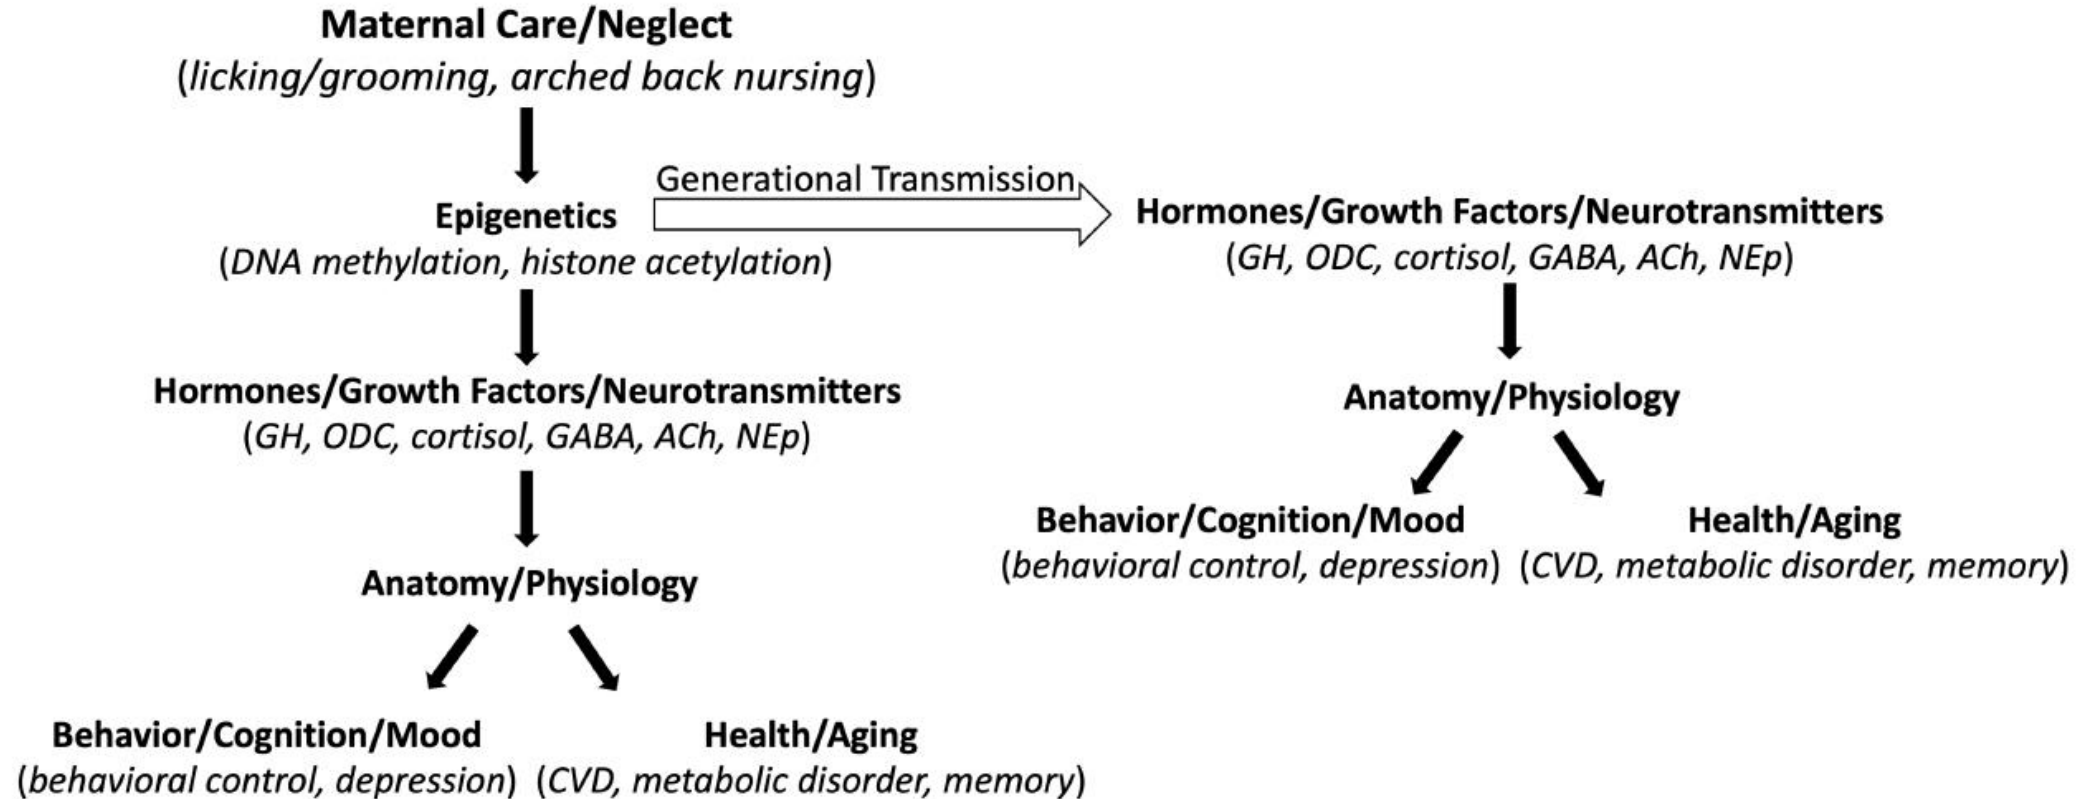 Maternal Care/Neglect
(licking/grooming, arched back nursing)
Generational Transmission
Epigenetics
(DNA methylation, histone acetylation)
Hormones/Growth Factors/Neurotransmitters
(GH, ODC, cortisol, GABA, ACh, NEp)
Anatomy/Physiology
Behavior/Cognition/Mood
(behavioral control, depression)
Health/Aging
(CVD, metabolic disorder, memory)
Hormones/Growth Factors/Neurotransmitters
(GH, ODC, cortisol, GABA, ACh, NEp)
Anatomy/Physiology
Behavior/Cognition/Mood
(behavioral control, depression)
Health/Aging
(CVD, metabolic disorder, memory)